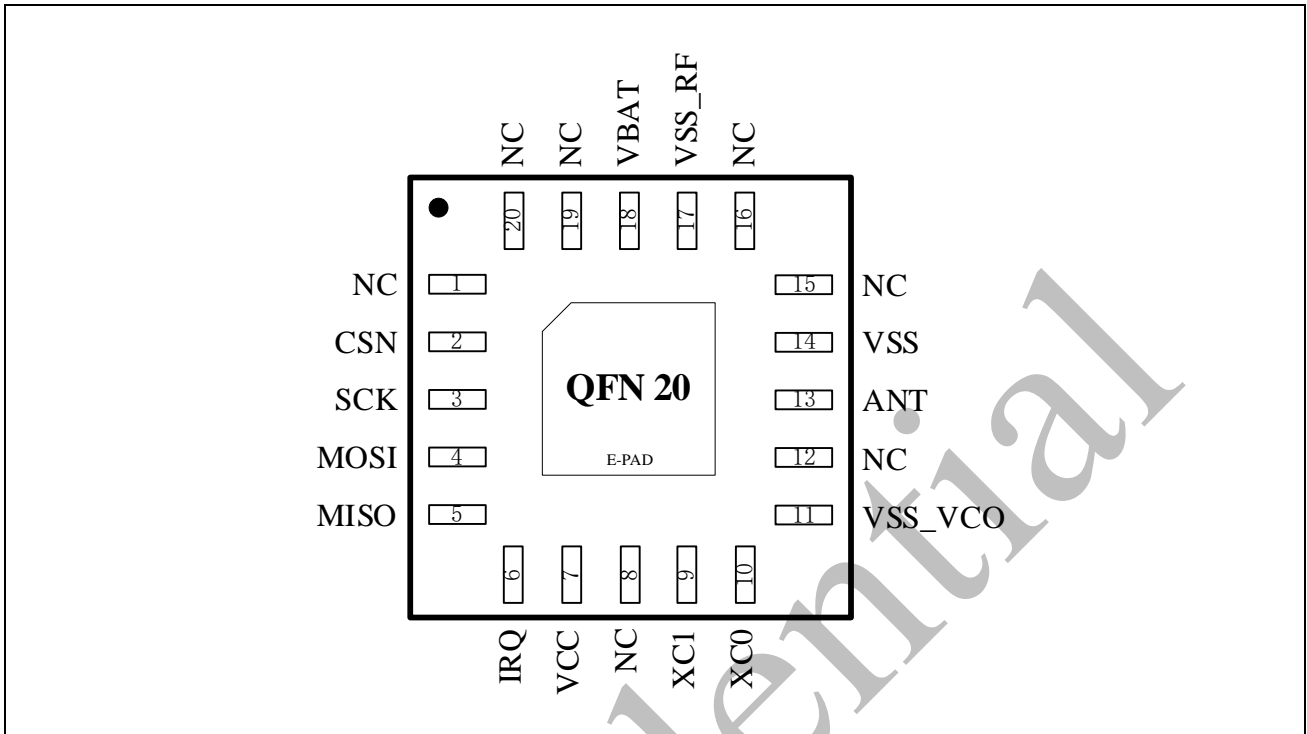 NC
NC
VBAT
VSS_RF
NC
20
19
18
17
16
NC 1
15 NC
CSN 2
14 VSS
SCK 3
QFN 20
13 ANT
MOSI 4
E-PAD
12 NC
MISO 5
11 VSS_VCO
6
7
8
9
10
IRQ
VCC
NC
XC1
XC0
ential